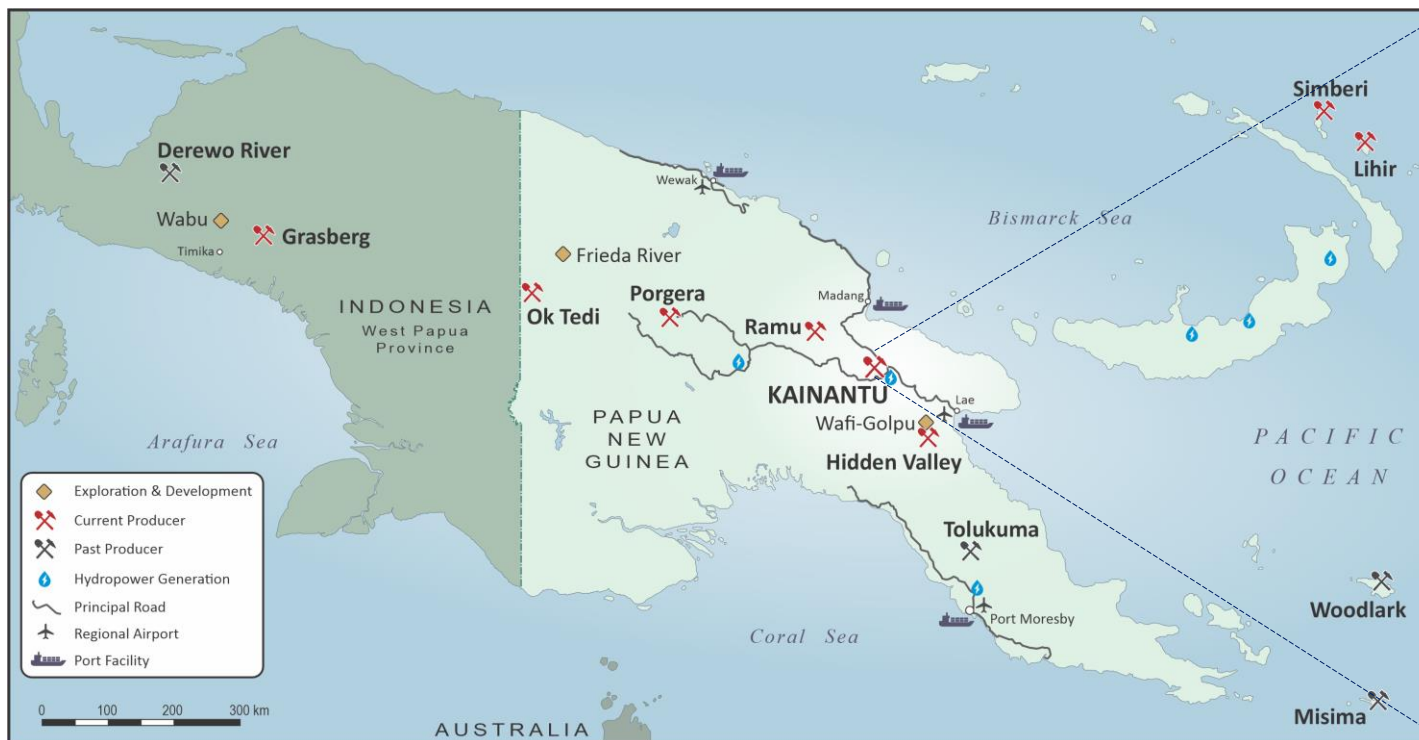 Simberi
Lihir
Derewo River
Wewak
Wabu
Grasberg
Timika
Bismarck Sea
Frieda River
INDONESIA
West Papua
Province
Ok Tedi
Porgera
Madang
Ramu
KAINANTU
Lae
Wafi-Golpu
Hidden Valley
PAPUA
NEW
GUINEA
Arafura Sea
PACIFIC
OCEAN
Exploration & Development
Current Producer
Past Producer
Hydropower Generation
Principal Road
Regional Airport
Port Facility
Tolukuma
Port Moresby
Coral Sea
Woodlark
Misima
0 100 200 300 km
AUSTRALIA